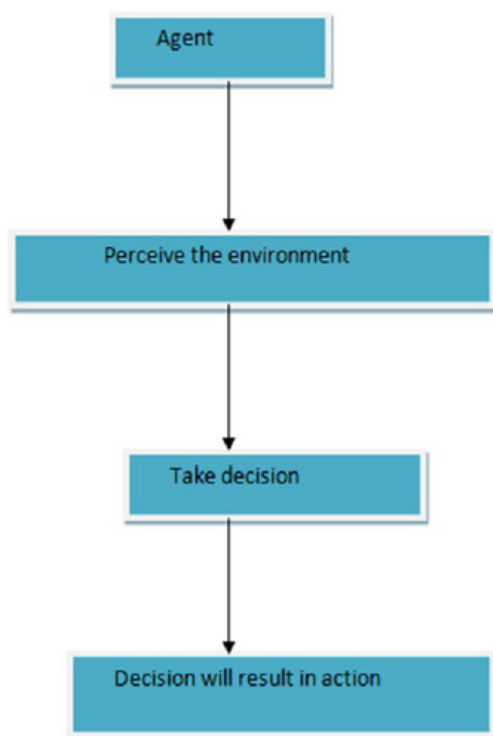 Agent
Perceive the environment
Take decision
Decision will result in action